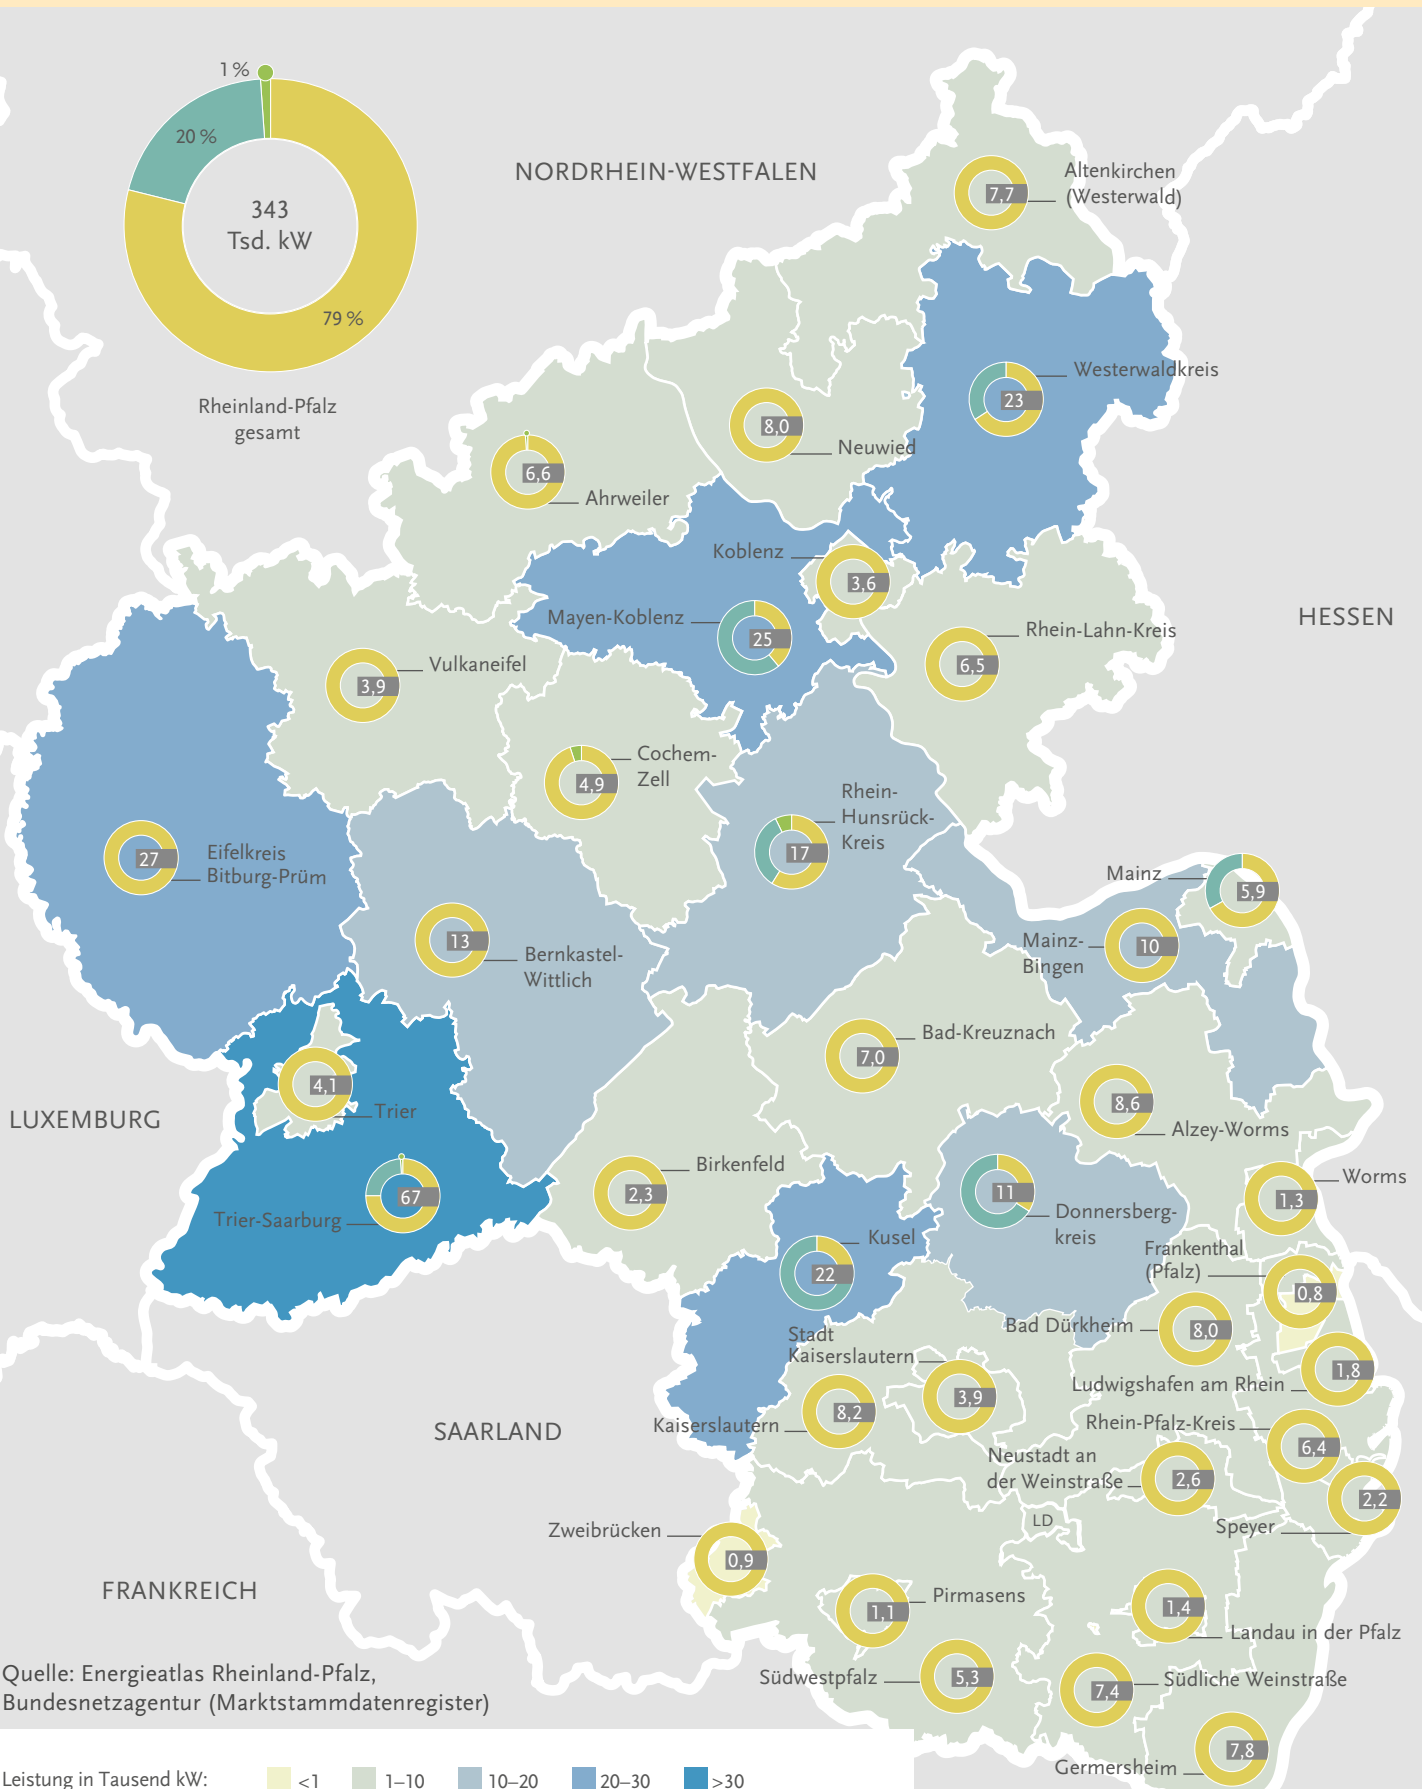 1 %
20 %
343
Tsd. kW
79 %
Rheinland-Pfalz
gesamt
NORDRHEIN-WESTFALEN
Altenkirchen
(Westerwald)
7,7
Westerwaldkreis
23
8,0
Neuwied
6,6
Ahrweiler
Koblenz
3,6
Mayen-Koblenz
25
HESSEN
Rhein-Lahn-Kreis
6,5
Vulkaneifel
3,9
Cochem-
Zell
4,9
Rhein-
Hunsrück-
Kreis
17
27
Eifelkreis
Bitburg-Prüm
Mainz
5,9
13
Bernkastel-
Wittlich
Mainz-
Bingen
10
Bad-Kreuznach
7,0
4,1
Trier
LUXEMBURG
8,6
Alzey-Worms
Birkenfeld
2,3
Worms
1,3
67
Trier-Saarburg
11
Donnersberg-
kreis
Kusel
22
Frankenthal
(Pfalz)
0,8
Bad Dürkheim
8,0
Stadt
Kaiserslautern
3,9
Ludwigshafen am Rhein
1,8
Kaiserslautern
8,2
Rhein-Pfalz-Kreis
6,4
SAARLAND
Neustadt an
der Weinstraße
2,6
2,2
Speyer
LD
Zweibrücken
0,9
FRANKREICH
Pirmasens
1,1
1,4
Landau in der Pfalz
Südwestpfalz
5,3
Südliche Weinstraße
7,4
Germersheim
7,8
Quelle: Energieatlas Rheinland-Pfalz,
Bundesnetzagentur (Marktstammdatenregister)
Leistung in Tausend kW: <1 1–10 10–20 20–30 >30